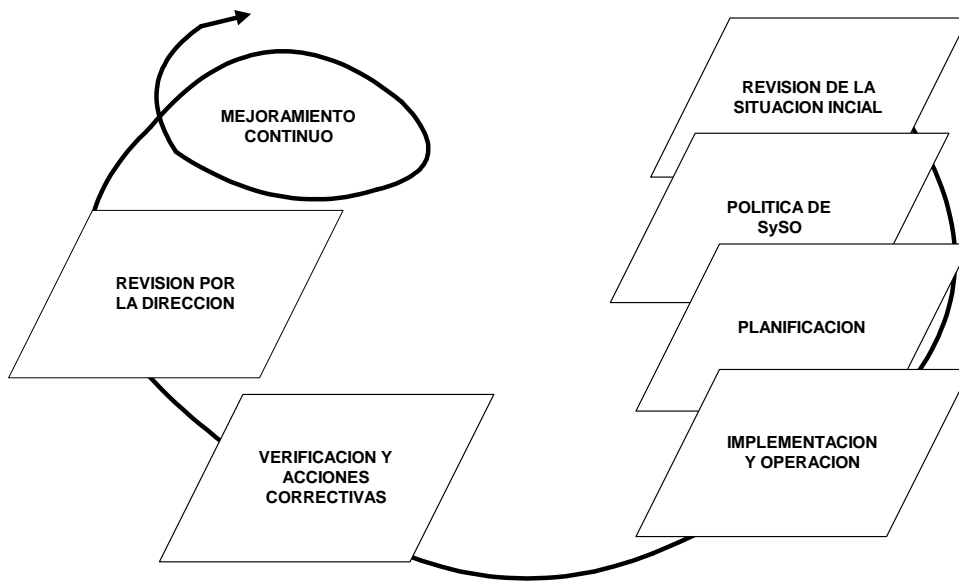 REVISION DE LA
SITUACION INCIAL
POLITICA DE
SySO
PLANIFICACION
IMPLEMENTACION
Y OPERACION
VERIFICACION Y
ACCIONES
CORRECTIVAS
REVISION POR
LA DIRECCION
MEJORAMIENTO
CONTINUO